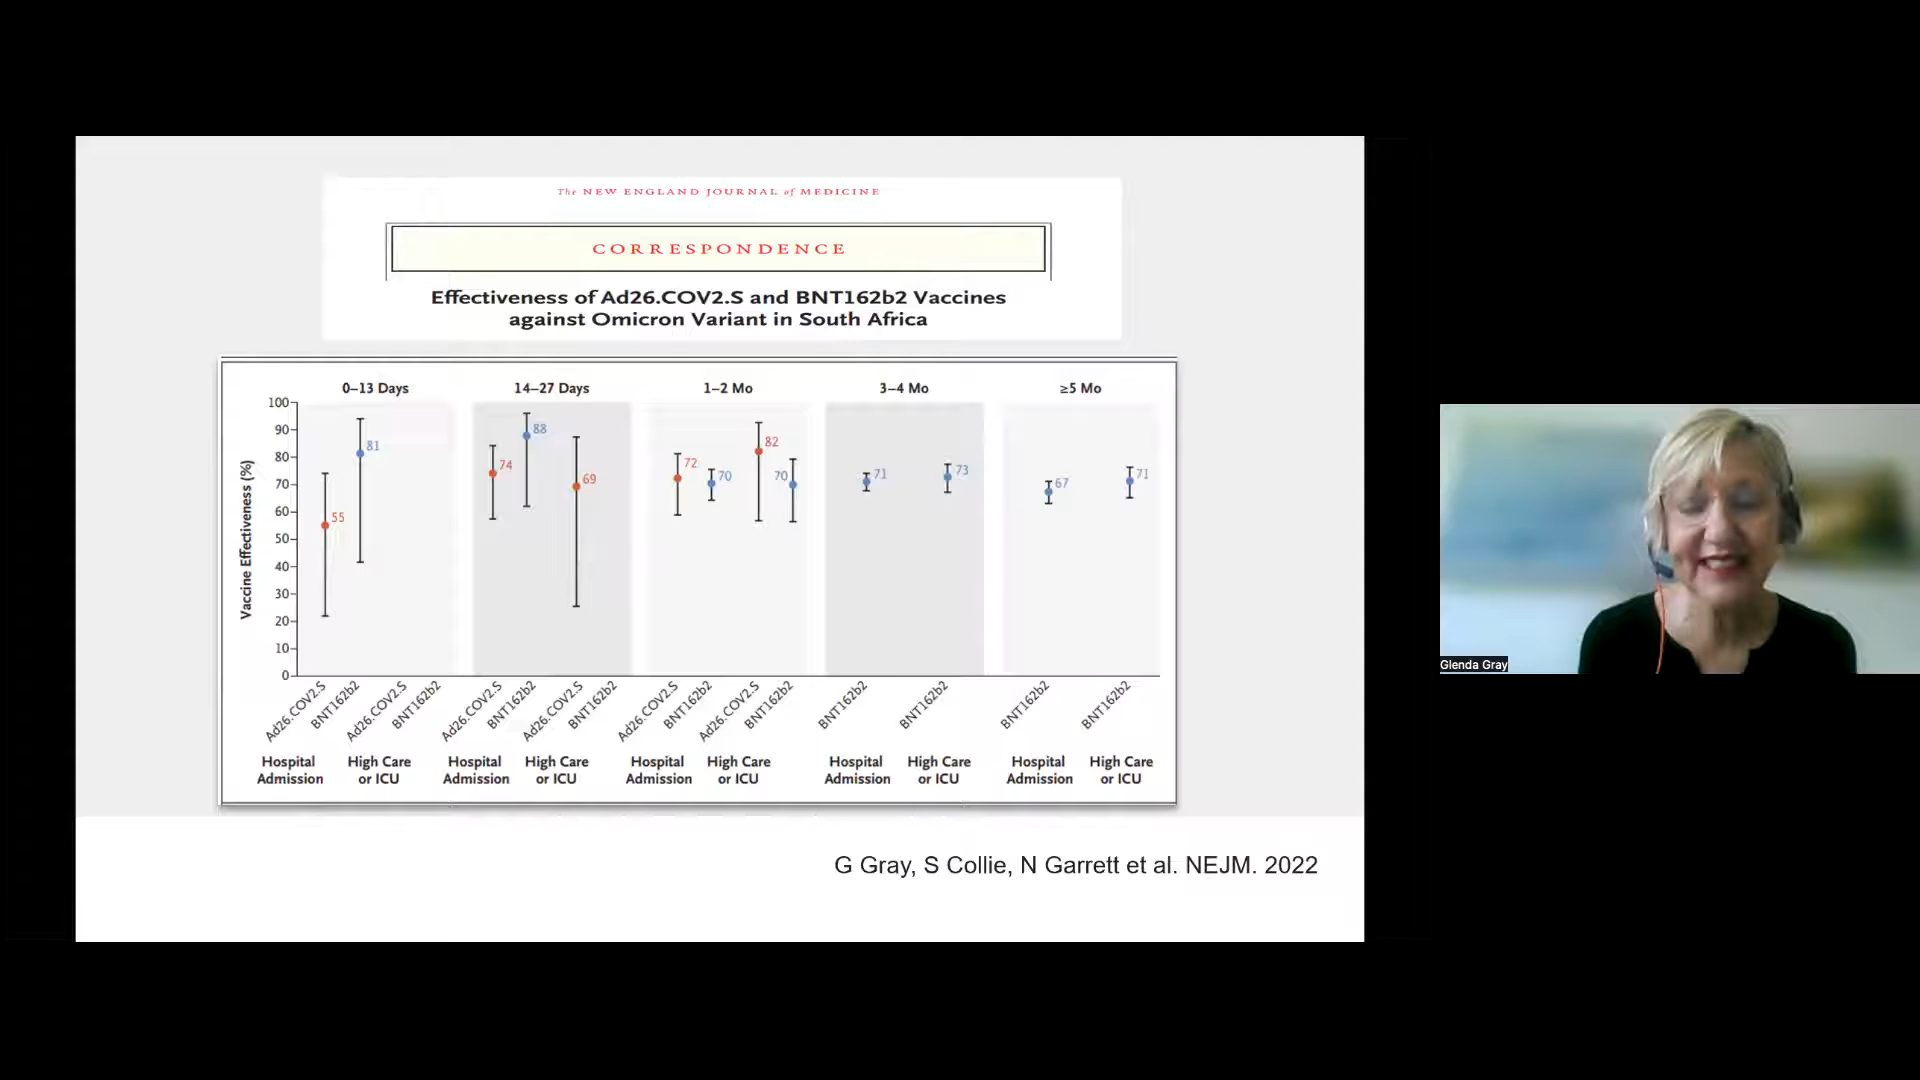 The NEW ENGLAND JOURNAL of MEDICINE
CORRESPONDENCE
Effectiveness of Ad26.COV2.S and BNT162b2 Vaccines
against Omicron Variant in South Africa
0–13 Days 14–27 Days 1–2 Mo 3–4 Mo ≥5 Mo
Vaccine Effectiveness (%)
100
90
80
70
60
50
40
30
20
10
0
55 81
74 88 69
72 70 82 70
71 73
67 71
Ad26.COV2.S BNT162b2 Ad26.COV2.S BNT162b2 Ad26.COV2.S BNT162b2 Ad26.COV2.S BNT162b2 Ad26.COV2.S BNT162b2 Ad26.COV2.S BNT162b2 BNT162b2 BNT162b2 BNT162b2 BNT162b2
Hospital High Care Hospital High Care Hospital High Care Hospital High Care Hospital High Care
Admission or ICU Admission or ICU Admission or ICU Admission or ICU Admission or ICU
G Gray, S Collie, N Garrett et al. NEJM. 2022
Glenda Gray